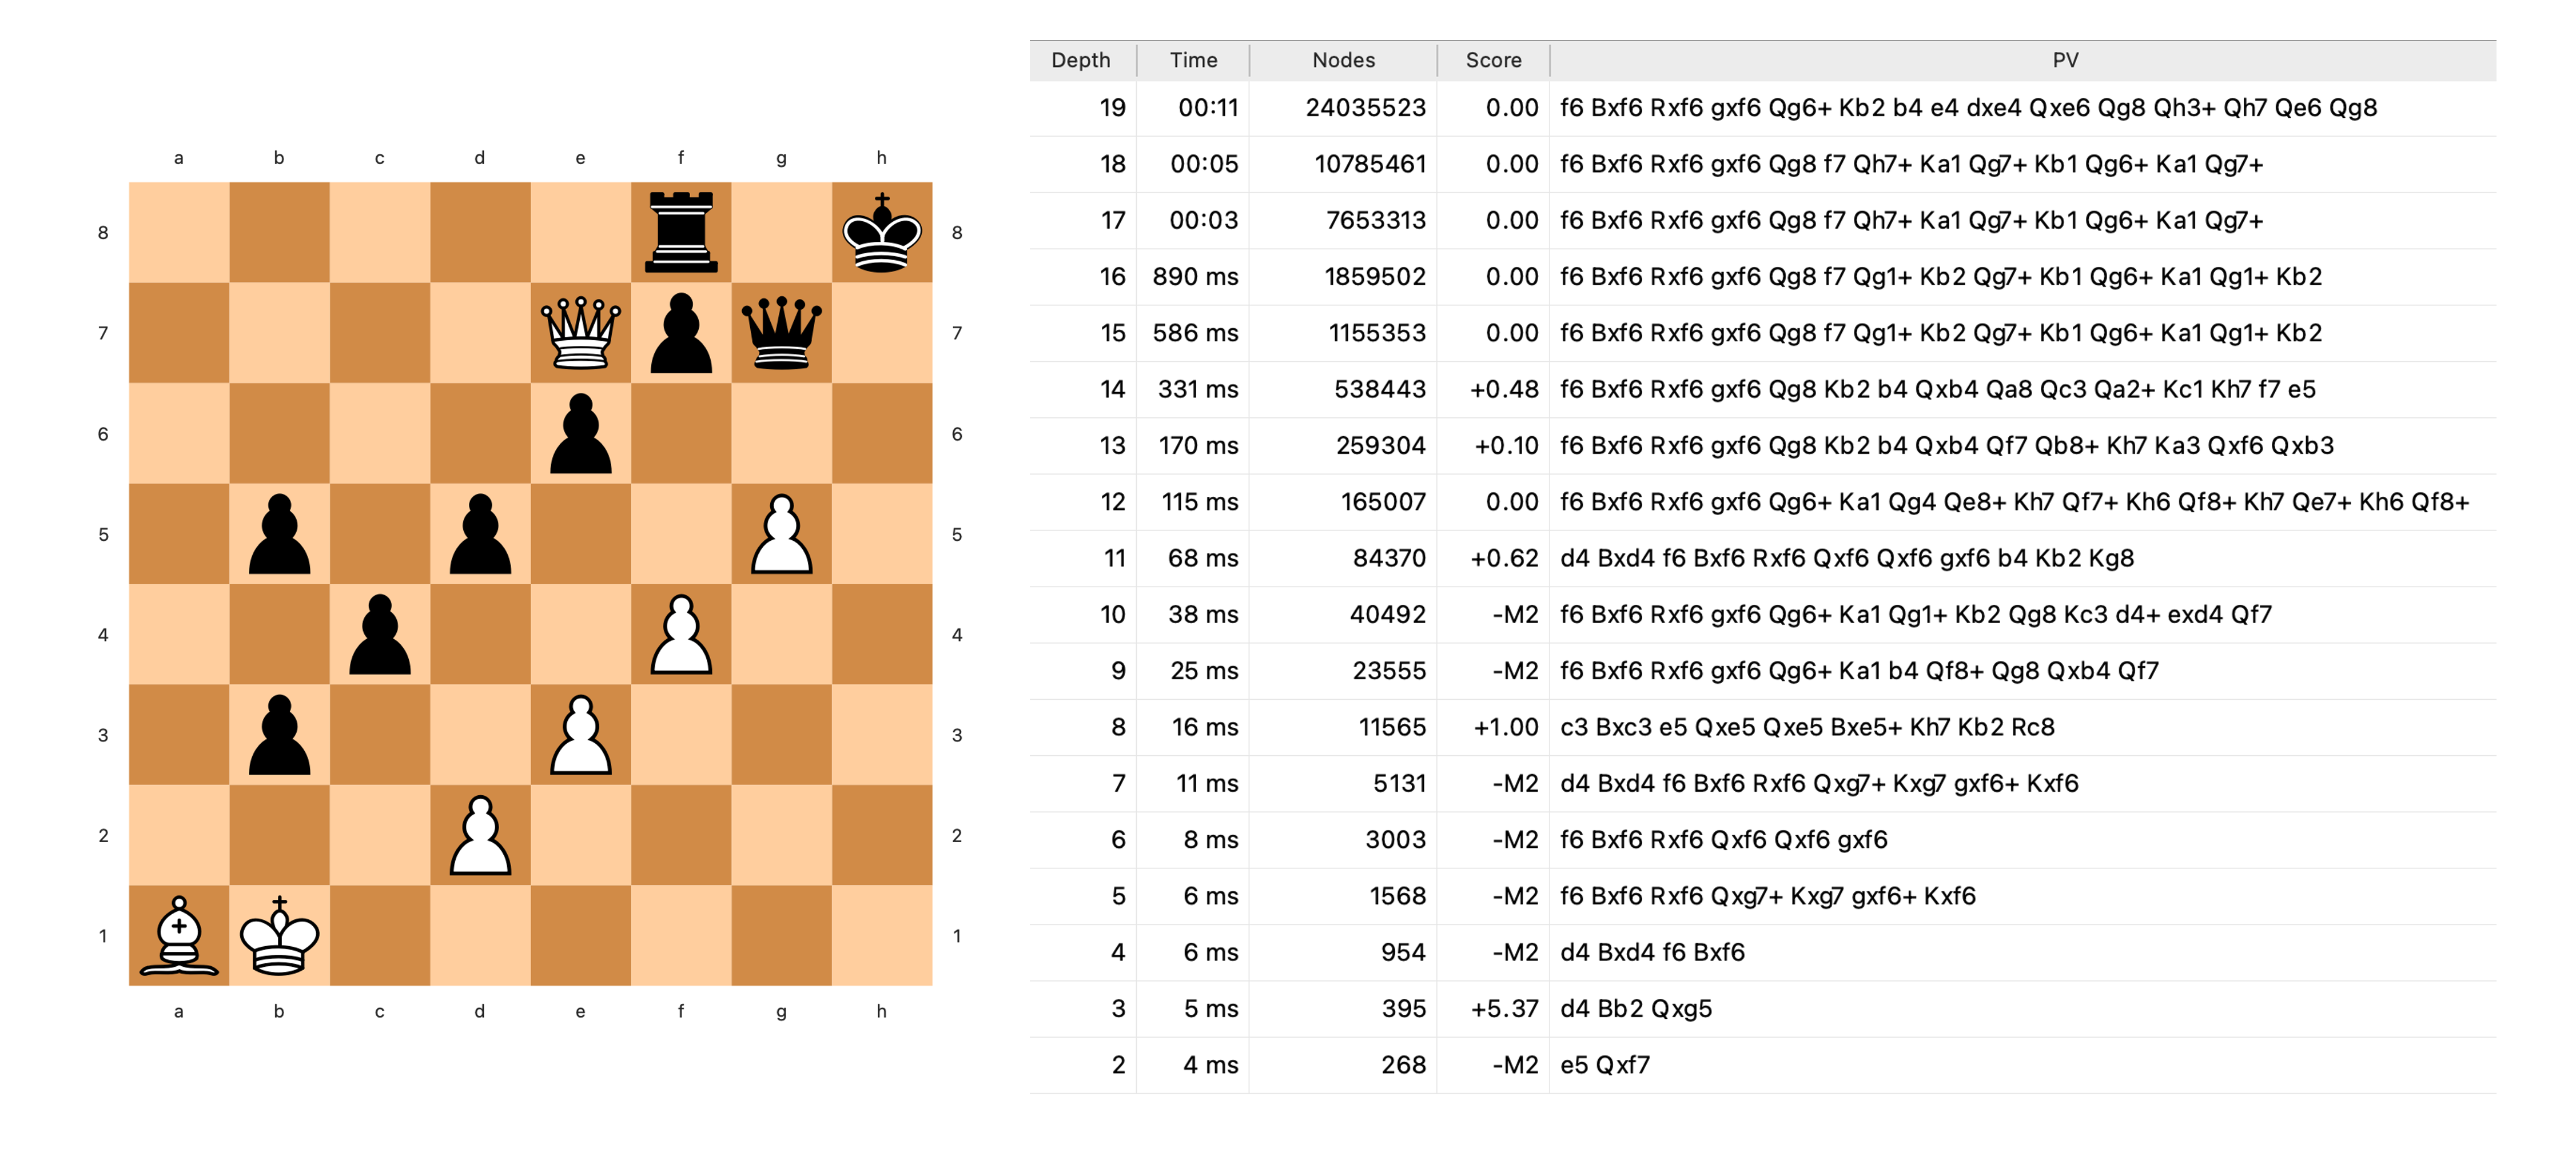 Depth Time Nodes Score PV
19 00:11 24035523 0.00 f6 Bxf6 Rxf6 gxf6 Qg6+ Kb2 b4 e4 dxe4 Qxe6 Qg8 Qh3+ Qh7 Qe6 Qg8
a b c d e f g h
18 00:05 10785461 0.00 f6 Bxf6 Rxf6 gxf6 Qg8 f7 Qh7+ Ka1 Qg7+ Kb1 Qg6+ Ka1 Qg7+
17 00:03 7653313 0.00 f6 Bxf6 Rxf6 gxf6 Qg8 f7 Qh7+ Ka1 Qg7+ Kb1 Qg6+ Ka1 Qg7+
8 8
16 890 ms 1859502 0.00 f6 Bxf6 Rxf6 gxf6 Qg8 f7 Qg1+ Kb2 Qg7+ Kb1 Qg6+ Ka1 Qg1+ Kb2
7 7
15 586 ms 1155353 0.00 f6 Bxf6 Rxf6 gxf6 Qg8 f7 Qg1+ Kb2 Qg7+ Kb1 Qg6+ Ka1 Qg1+ Kb2
14 331 ms 538443 +0.48 f6 Bxf6 Rxf6 gxf6 Qg8 Kb2 b4 Qxb4 Qa8 Qc3 Qa2+ Kc1 Kh7 f7 e5
6 6
13 170 ms 259304 +0.10 f6 Bxf6 Rxf6 gxf6 Qg8 Kb2 b4 Qxb4 Qf7 Qb8+ Kh7 Ka3 Qxf6 Qxb3
12 115 ms 165007 0.00 f6 Bxf6 Rxf6 gxf6 Qg6+ Ka1 Qg4 Qe8+ Kh7 Qf7+ Kh6 Qf8+ Kh7 Qe7+ Kh6 Qf8+
5 5
11 68 ms 84370 +0.62 d4 Bxd4 f6 Bxf6 Rxf6 Qxf6 Qxf6 gxf6 b4 Kb2 Kg8
10 38 ms 40492 -M2 f6 Bxf6 Rxf6 gxf6 Qg6+ Ka1 Qg1+ Kb2 Qg8 Kc3 d4+ exd4 Qf7
4 4
9 25 ms 23555 -M2 f6 Bxf6 Rxf6 gxf6 Qg6+ Ka1 b4 Qf8+ Qg8 Qxb4 Qf7
8 16 ms 11565 +1.00 c3 Bxc3 e5 Qxe5 Qxe5 Bxe5+ Kh7 Kb2 Rc8
3 3
7 11 ms 5131 -M2 d4 Bxd4 f6 Bxf6 Rxf6 Qxg7+ Kxg7 gxf6+ Kxf6
2 2
6 8 ms 3003 -M2 f6 Bxf6 Rxf6 Qxf6 Qxf6 gxf6
5 6 ms 1568 -M2 f6 Bxf6 Rxf6 Qxg7+ Kxg7 gxf6+ Kxf6
1 1
4 6 ms 954 -M2 d4 Bxd4 f6 Bxf6
3 5 ms 395 +5.37 d4 Bb2 Qxg5
a b c d e f g h
2 4 ms 268 -M2 e5 Qxf7